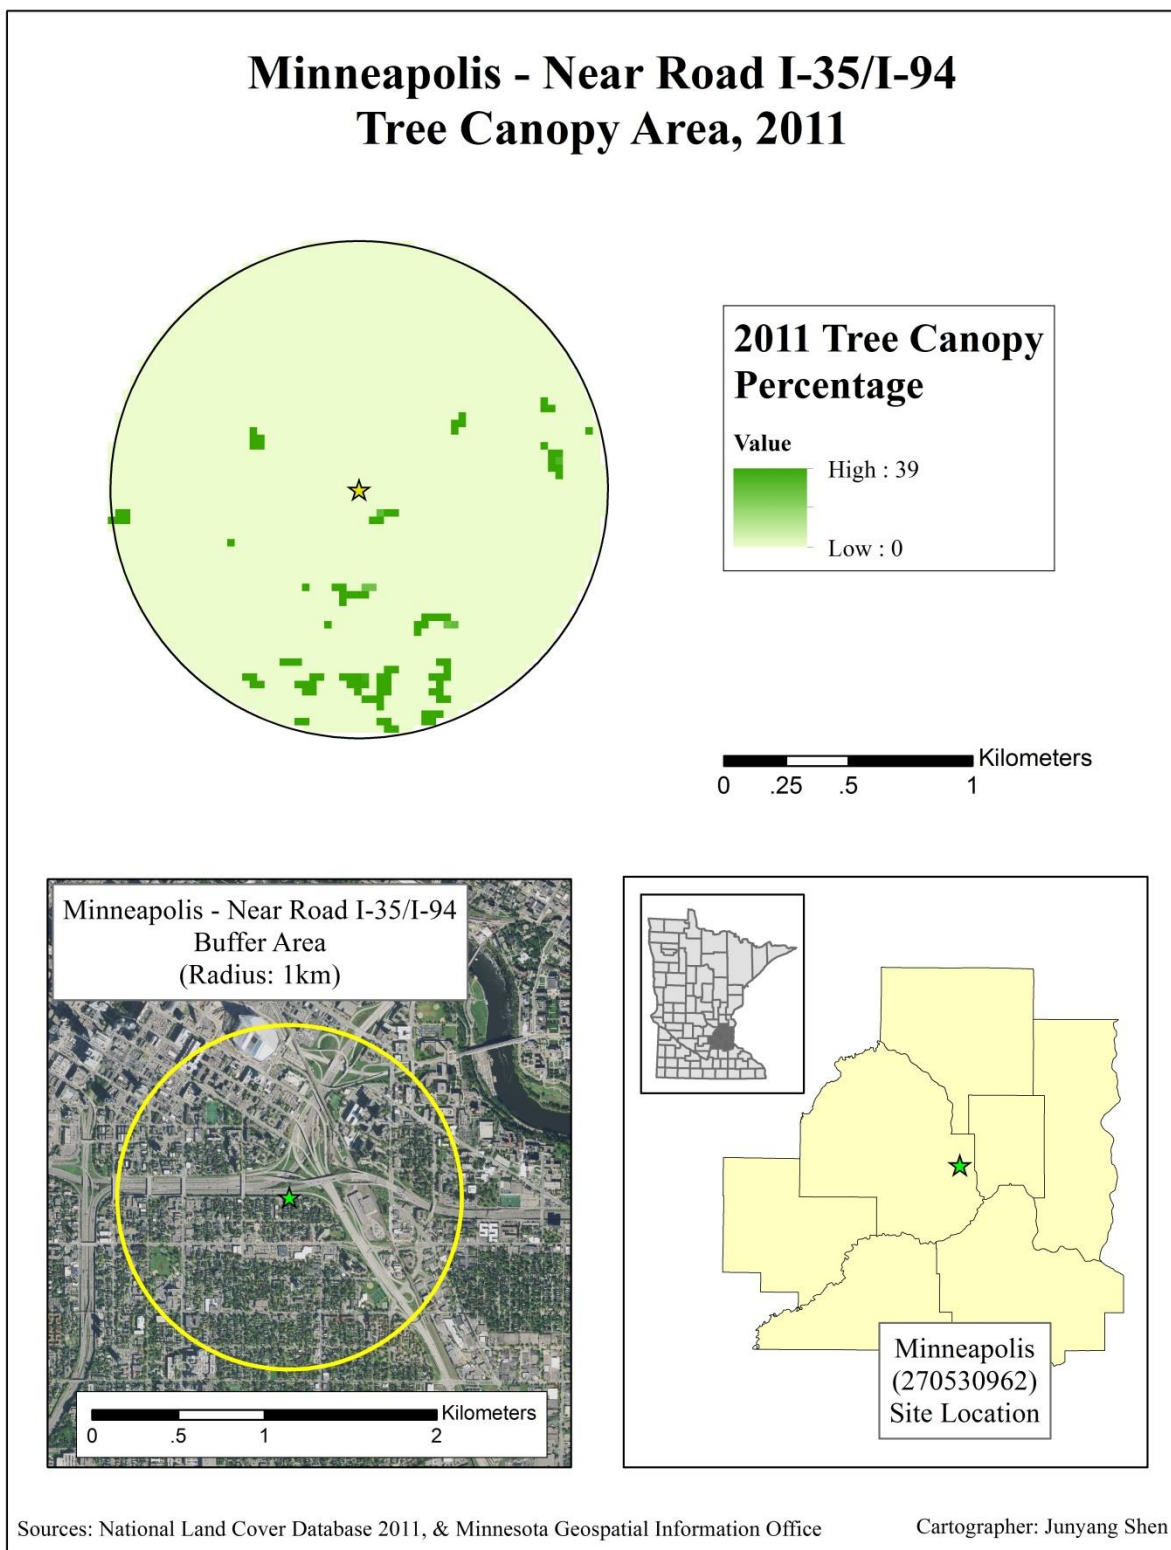 Minneapolis - Near Road I-35/I-94
Tree Canopy Area, 2011
2011 Tree Canopy
Percentage
Value
High : 39
Low : 0
Kilometers
0 .25 .5 1
Minneapolis - Near Road I-35/I-94
Buffer Area
(Radius: 1km)
Kilometers
0 .5 1 2
Minneapolis
(270530962)
Site Location
Sources: National Land Cover Database 2011, & Minnesota Geospatial Information Office
Cartographer: Junyang Shen